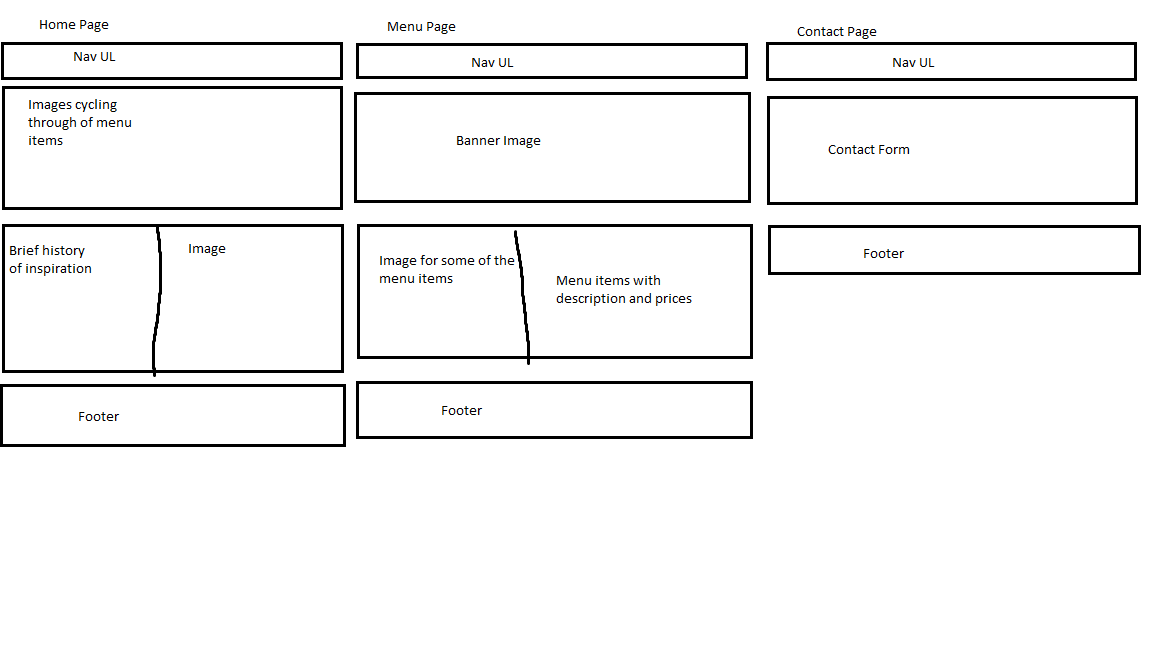 Home Page
Nav UL
Images cycling
through of menu
items
Brief history
of inspiration
Image
Footer
Menu Page
Nav UL
Banner Image
Image for some of the
menu items
Menu items with
description and prices
Footer
Contact Page
Nav UL
Contact Form
Footer